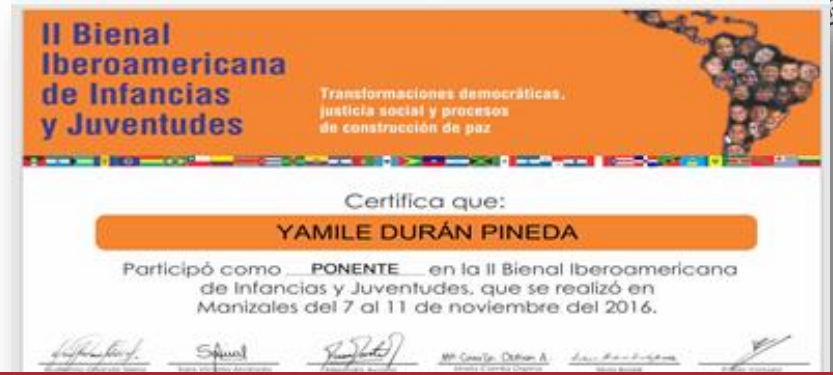 II Bienal
Iberoamericana
de Infancias
y Juventudes
Transformaciones democráticas,
justicia social y procesos
de construcción de paz
Certifica que:
YAMILE DURÁN PINEDA
Participó como PONENTE en la II Bienal Iberoamericana
de Infancias y Juventudes, que se realizó en
Manizales del 7 al 11 de noviembre del 2016.